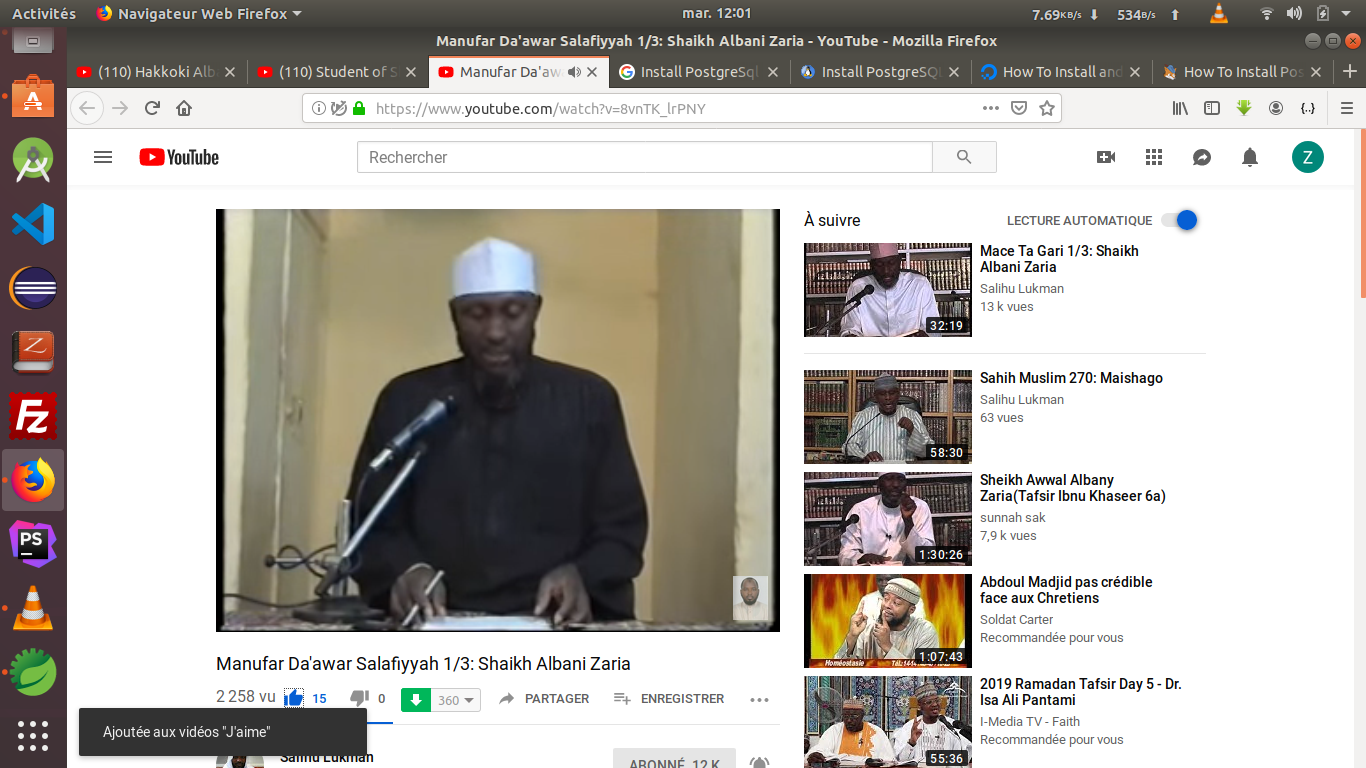 Activités
Navigateur Web Firefox
mar. 12:01
7.69KB/s
534B/s
Manufar Da'awar Salafiyyah 1/3: Shaikh Albani Zaria - YouTube - Mozilla Firefox
(110) Hakkoki Alb
(110) Student of S
Manufar Da'aw
Install PostgreSql
Install PostgreSQL
How To Install and
How To Install Pos
https://www.youtube.com/watch?v=8vnTK_lrPNY
YouTube
Rechercher
Z
À suivre
LECTURE AUTOMATIQUE
Mace Ta Gari 1/3: Shaikh
Albani Zaria
Salihu Lukman
13 k vues
32:19
Sahih Muslim 270: Maishago
Salihu Lukman
63 vues
58:30
Sheikh Awwal Albany
Zaria(Tafsir Ibnu Khaseer 6a)
sunnah sak
7,9 k vues
1:30:26
Abdoul Madjid pas crédible
face aux Chretiens
Soldat Carter
Recommandée pour vous
Homéostasie
1:07:43
2019 Ramadan Tafsir Day 5 - Dr.
Isa Ali Pantami
I-Media TV - Faith
Recommandée pour vous
55:36
Manufar Da'awar Salafiyyah 1/3: Shaikh Albani Zaria
2 258 vu
15
0
360
PARTAGER
ENREGISTRER
Ajoutée aux vidéos "J'aime"
Salihu Lukman
ABONNÉ 12 K
Z
Fz
PS